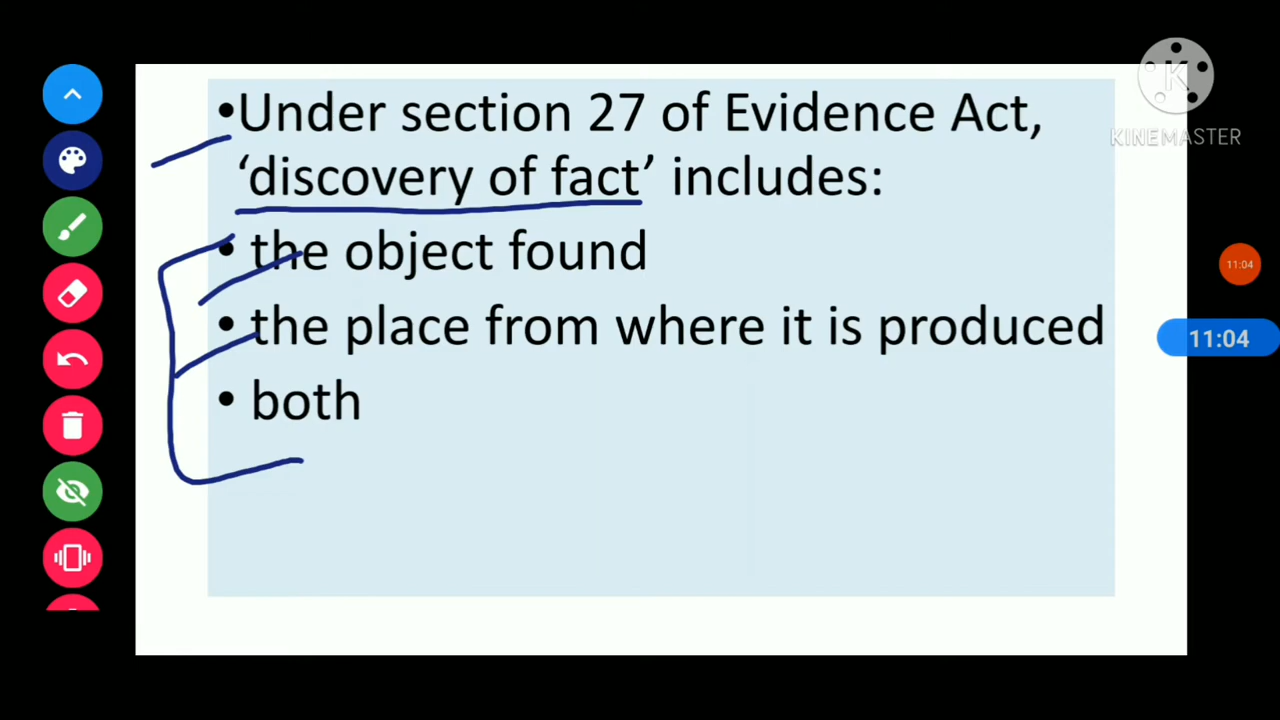 •Under section 27 of Evidence Act,
‘discovery of fact’ includes:
• the object found
• the place from where it is produced
• both
K
KINEMASTER
11:04
11:04